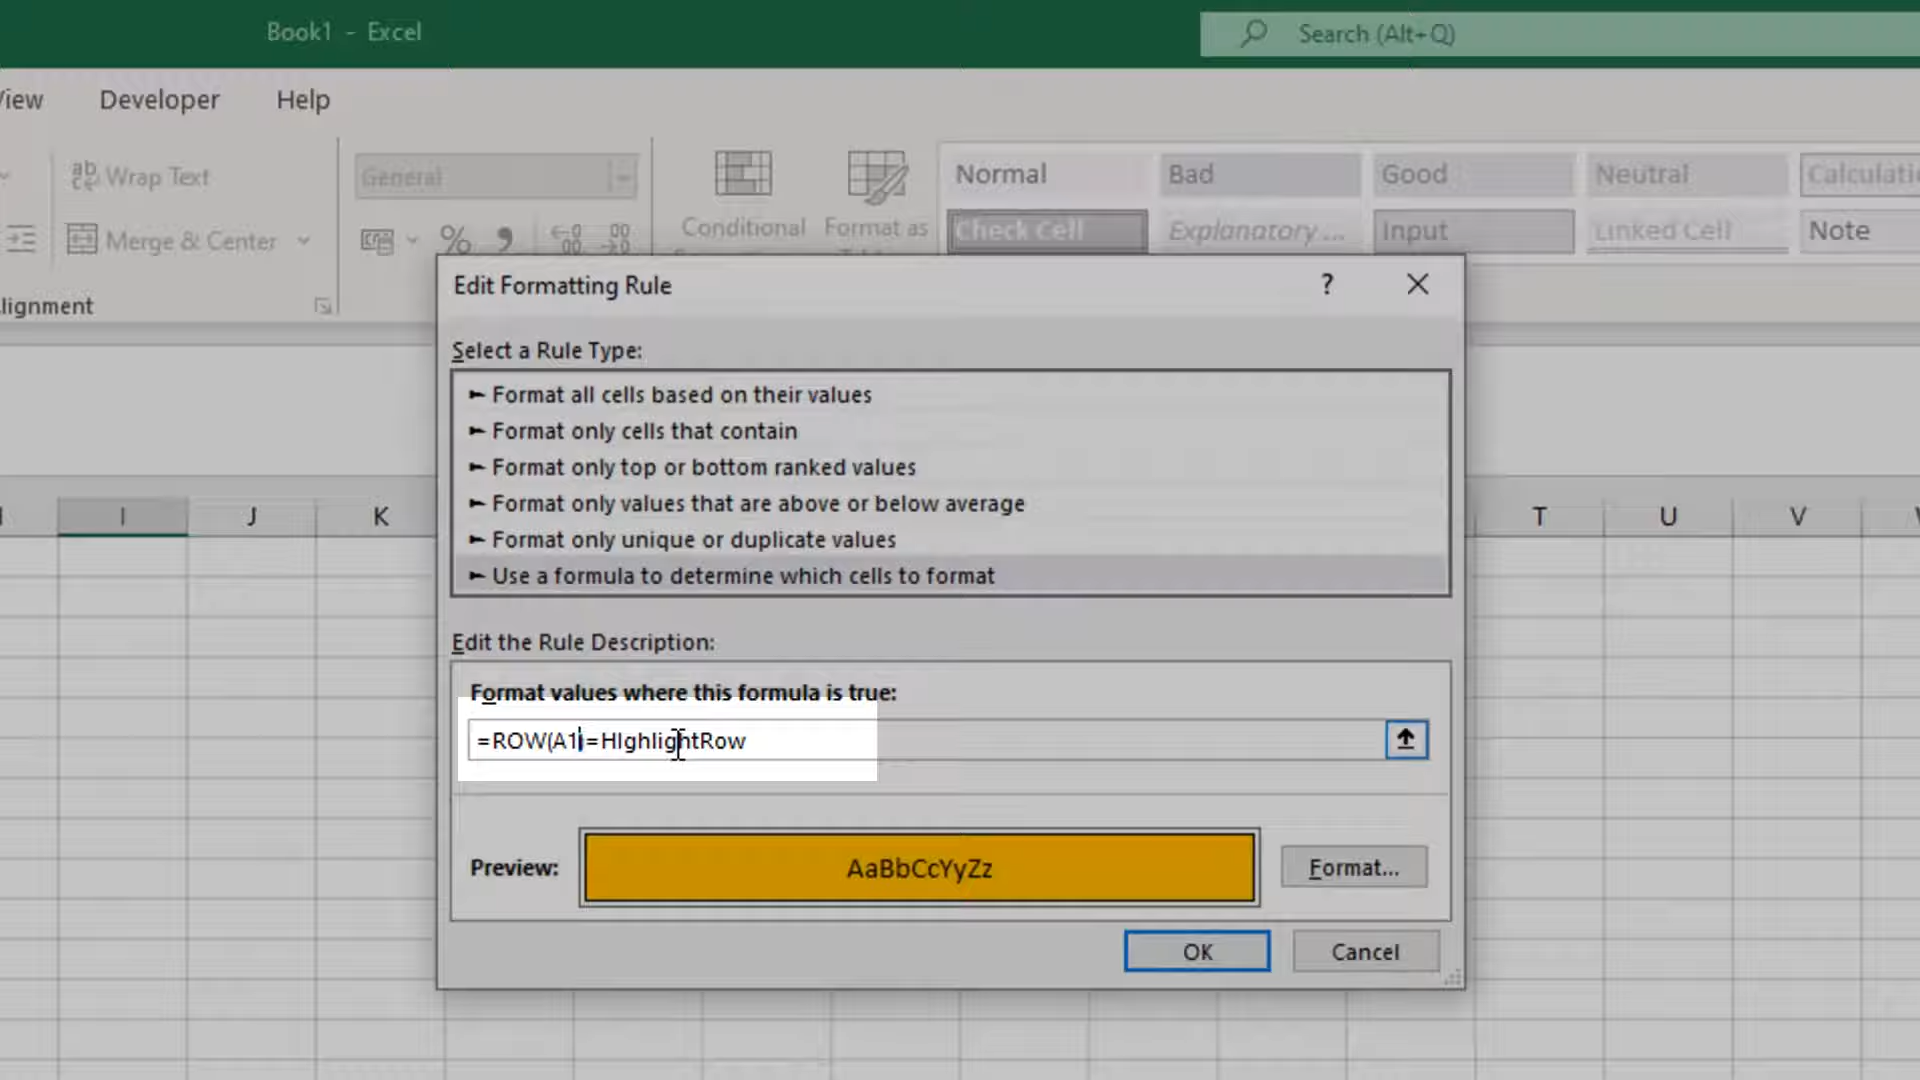 Book1 - Excel
Search (Alt+Q)
View Developer Help
Wrap Text
General
Normal Bad Good Neutral
Merge & Center
Conditional Format as
Check Cell Explanatory ... Input Linked Cell Note
Edit Formatting Rule
? 
Select a Rule Type:
► Format all cells based on their values
► Format only cells that contain
► Format only top or bottom ranked values
► Format only values that are above or below average
► Format only unique or duplicate values
► Use a formula to determine which cells to format
I J K T U V
Edit the Rule Description:
Format values where this formula is true:
=ROW(A1)=HIghlightRow
Preview: AaBbCcYyZz Format...
OK Cancel